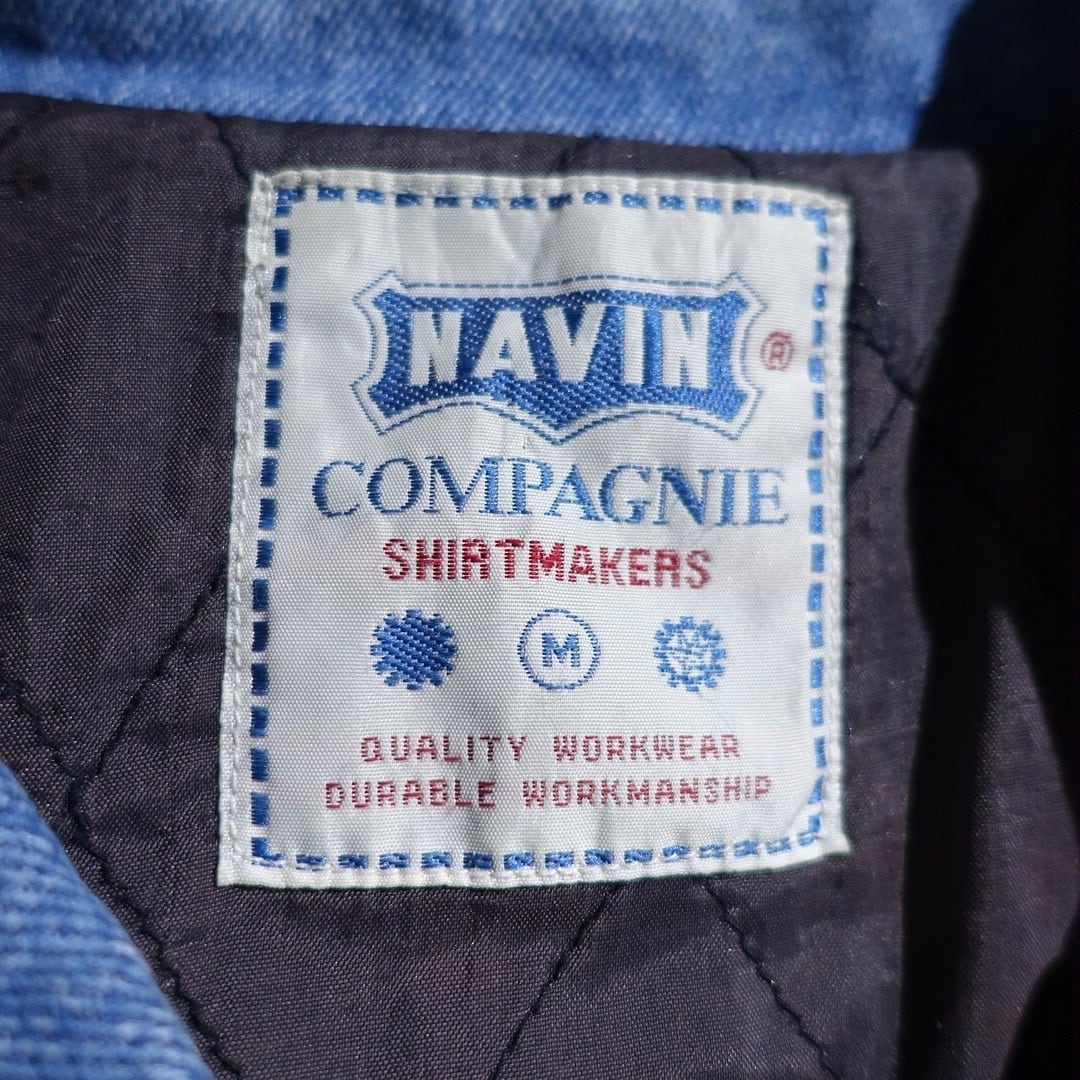 NAVIN ®
COMPAGNIE
SHIRTMAKERS
M
QUALITY WORKWEAR
DURABLE WORKMANSHIP